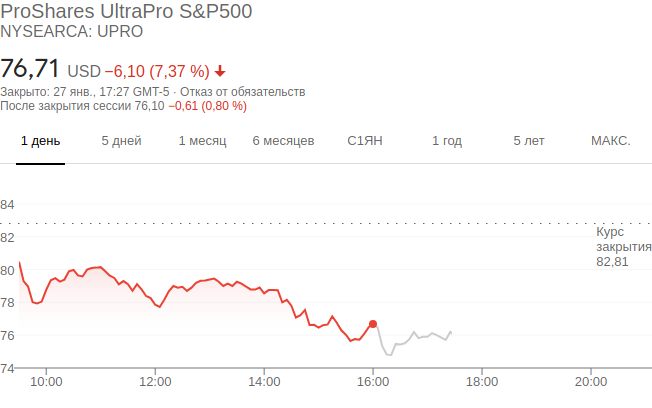 ProShares UltraPro S&P500
NYSEARCA: UPRO
76,71 USD −6,10 (7,37 %)
Закрыто: 27 янв., 17:27 GMT-5 · Отказ от обязательств
После закрытия сессии 76,10 −0,61 (0,80 %)
1 день 5 дней 1 месяц 6 месяцев С1ЯН 1 год 5 лет МАКС.
84
82
80
78
76
74
Курс
закрытия
82,81
10:00 12:00 14:00 16:00 18:00 20:00